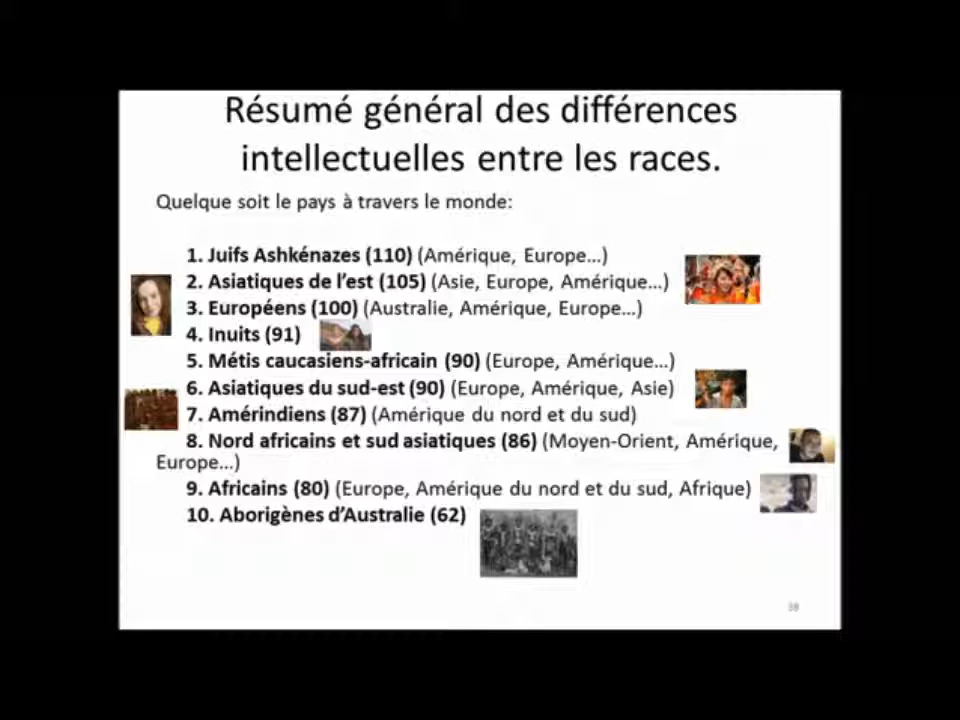 Résumé général des différences
intellectuelles entre les races.
Quelque soit le pays à travers le monde:
1. Juifs Ashkénazes (110) (Amérique, Europe…)
2. Asiatiques de l’est (105) (Asie, Europe, Amérique…)
3. Européens (100) (Australie, Amérique, Europe…)
4. Inuits (91)
5. Métis caucasiens-africain (90) (Europe, Amérique…)
6. Asiatiques du sud-est (90) (Europe, Amérique, Asie)
7. Amérindiens (87) (Amérique du nord et du sud)
8. Nord africains et sud asiatiques (86) (Moyen-Orient, Amérique,
Europe…)
9. Africains (80) (Europe, Amérique du nord et du sud, Afrique)
10. Aborigènes d’Australie (62)
38